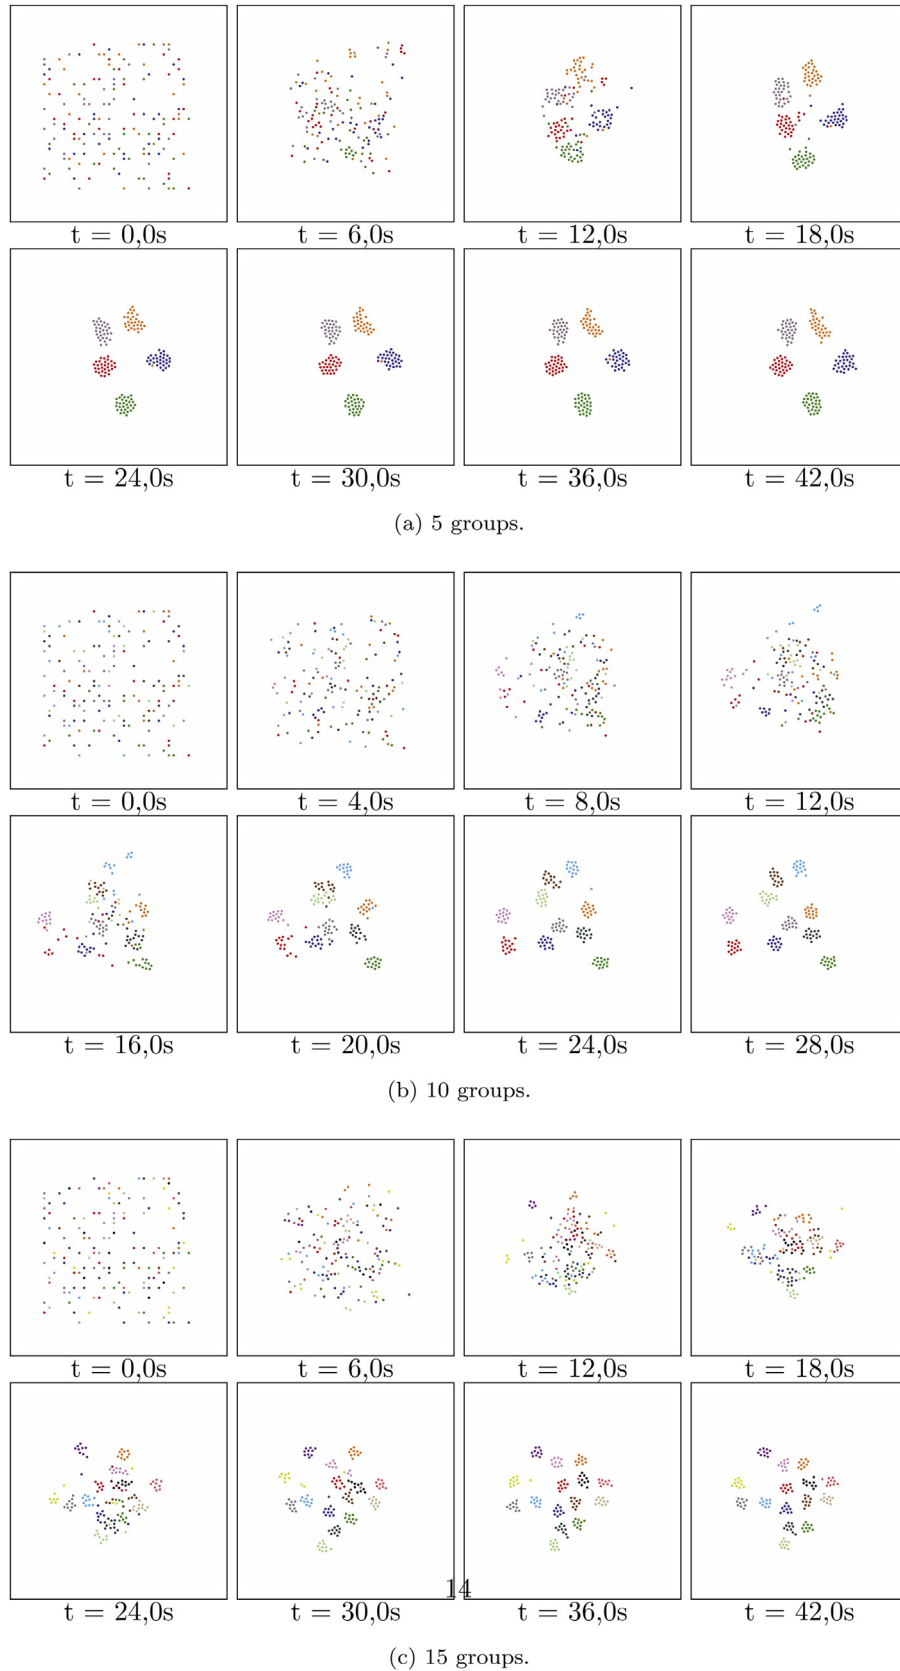 t = 0,0s t = 6,0s t = 12,0s t = 18,0s
t = 24,0s t = 30,0s t = 36,0s t = 42,0s
(a) 5 groups.
t = 0,0s t = 4,0s t = 8,0s t = 12,0s
t = 16,0s t = 20,0s t = 24,0s t = 28,0s
(b) 10 groups.
t = 0,0s t = 6,0s t = 12,0s t = 18,0s
14
t = 24,0s t = 30,0s t = 36,0s t = 42,0s
(c) 15 groups.